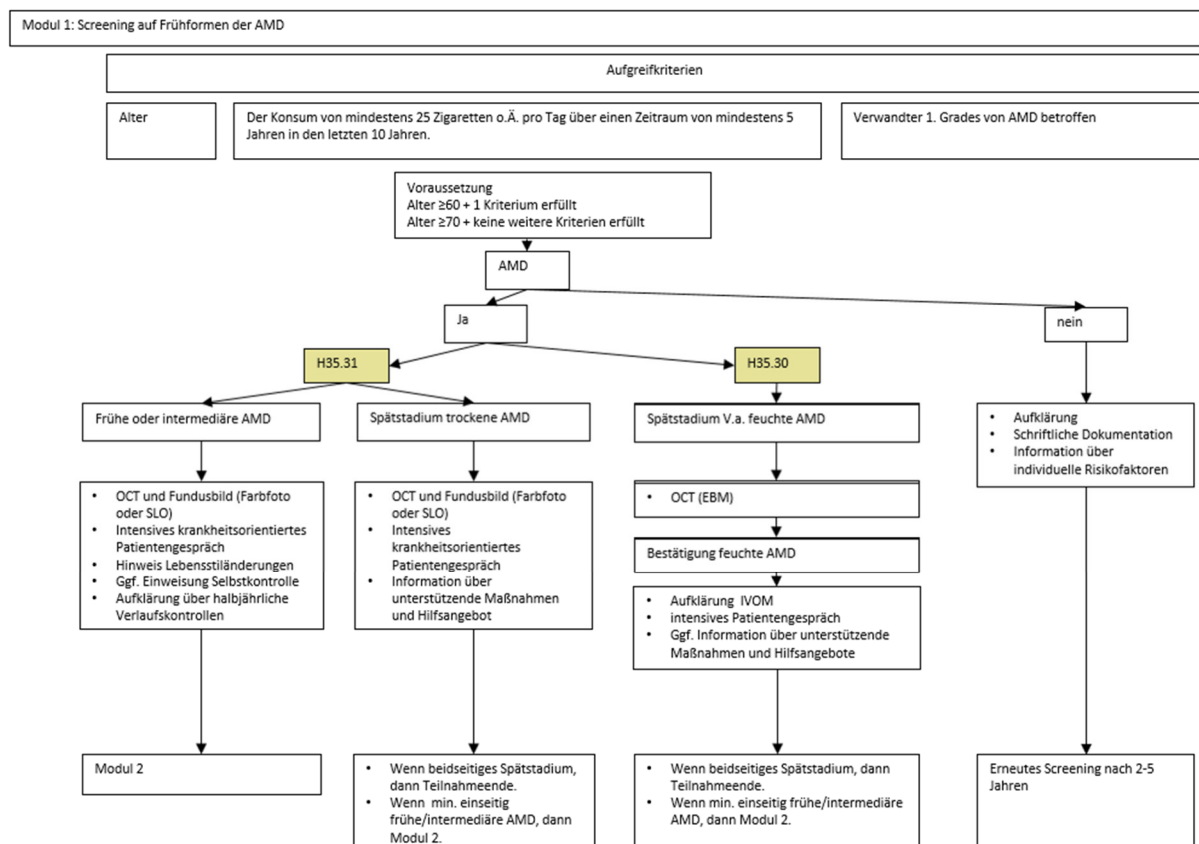 Modul 1: Screening auf Frühformen der AMD
Aufgreifkriterien
Alter
Der Konsum von mindestens 25 Zigaretten o.Ä. pro Tag über einen Zeitraum von mindestens 5
Jahren in den letzten 10 Jahren.
Verwandter 1. Grades von AMD betroffen
Voraussetzung
Alter ≥60 + 1 Kriterium erfüllt
Alter ≥70 + keine weitere Kriterien erfüllt
AMD
Ja
nein
H35.31
H35.30
Frühe oder intermediäre AMD
Spätstadium trockene AMD
Spätstadium V.a. feuchte AMD
• Aufklärung
• Schriftliche Dokumentation
• Information über
individuelle Risikofaktoren
• OCT und Fundusbild (Farbfoto
oder SLO)
• Intensives krankheitsorientiertes
Patientengespräch
• Hinweis Lebensstiländerungen
• Ggf. Einweisung Selbstkontrolle
• Aufklärung über halbjährliche
Verlaufskontrollen
• OCT und Fundusbild (Farbfoto
oder SLO)
• Intensives
krankheitsorientiertes
Patientengespräch
• Information über
unterstützende Maßnahmen
und Hilfsangebot
• OCT (EBM)
Bestätigung feuchte AMD
• Aufklärung IVOM
• intensives Patientengespräch
• Ggf. Information über unterstützende
Maßnahmen und Hilfsangebote
Modul 2
• Wenn beidseitiges Spätstadium,
dann Teilnahmeende.
• Wenn min. einseitig
frühe/intermediäre AMD, dann
Modul 2.
• Wenn beidseitiges Spätstadium, dann
Teilnahmeende.
• Wenn min. einseitig frühe/intermediäre
AMD, dann Modul 2.
Erneutes Screening nach 2-5
Jahren